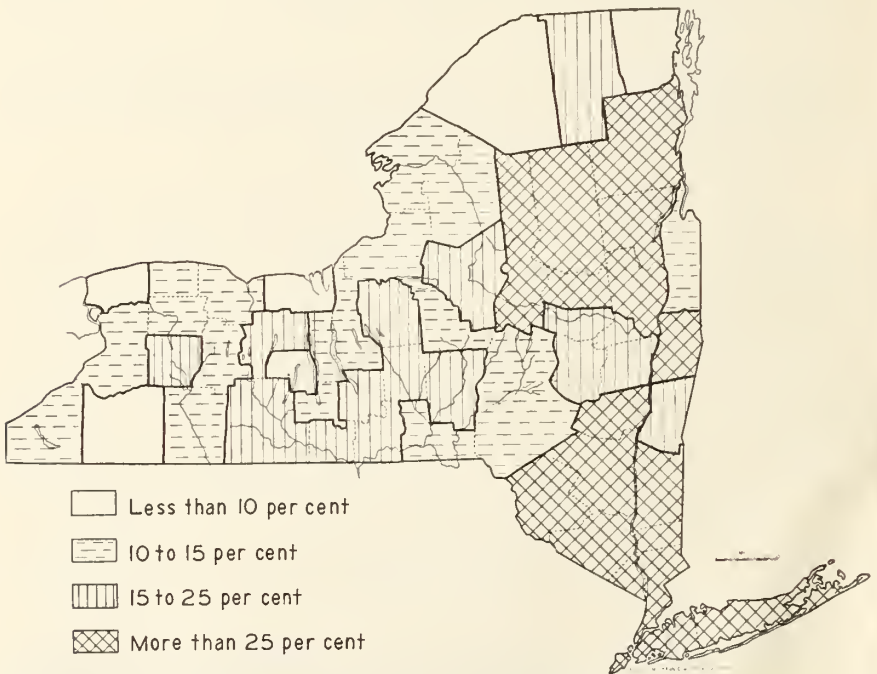 Less than 10 per cent
10 to 15 per cent
15 to 25 per cent
More than 25 per cent